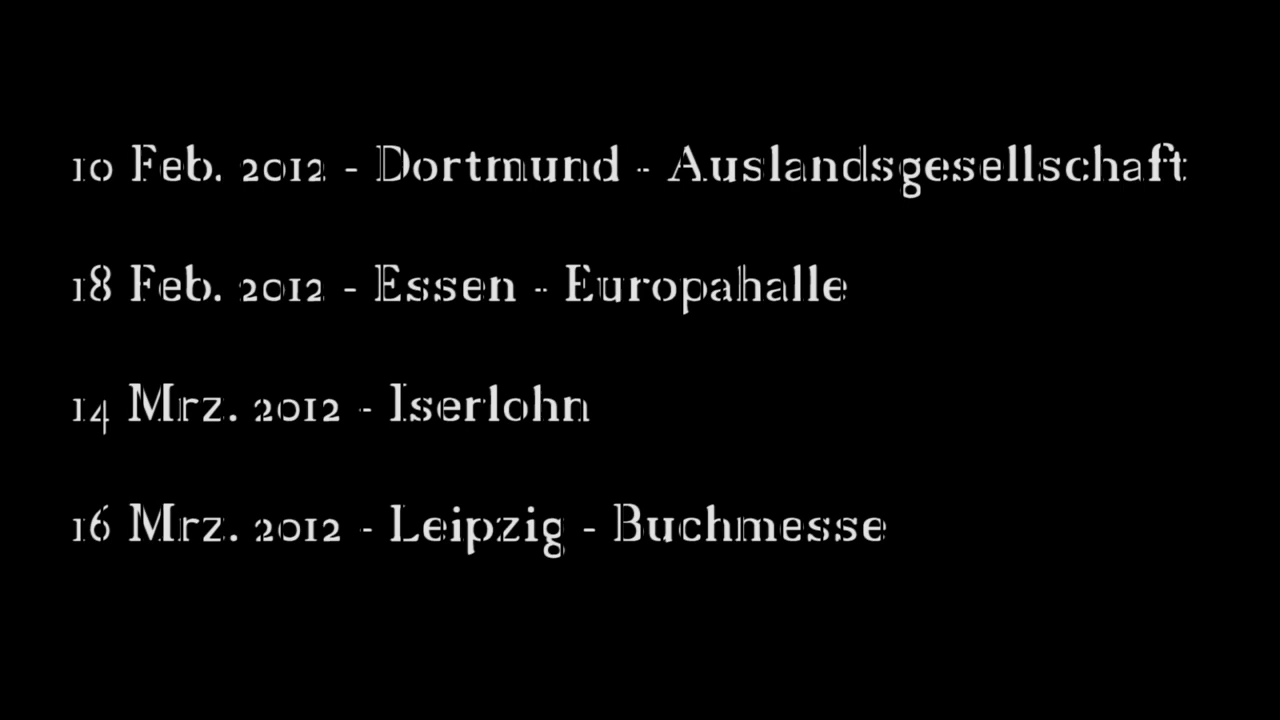 10 Feb. 2012 - Dortmund - Auslandsgesellschaft
18 Feb. 2012 - Essen - Europahalle
14 Mrz. 2012 - Iserlohn
16 Mrz. 2012 - Leipzig - Buchmesse